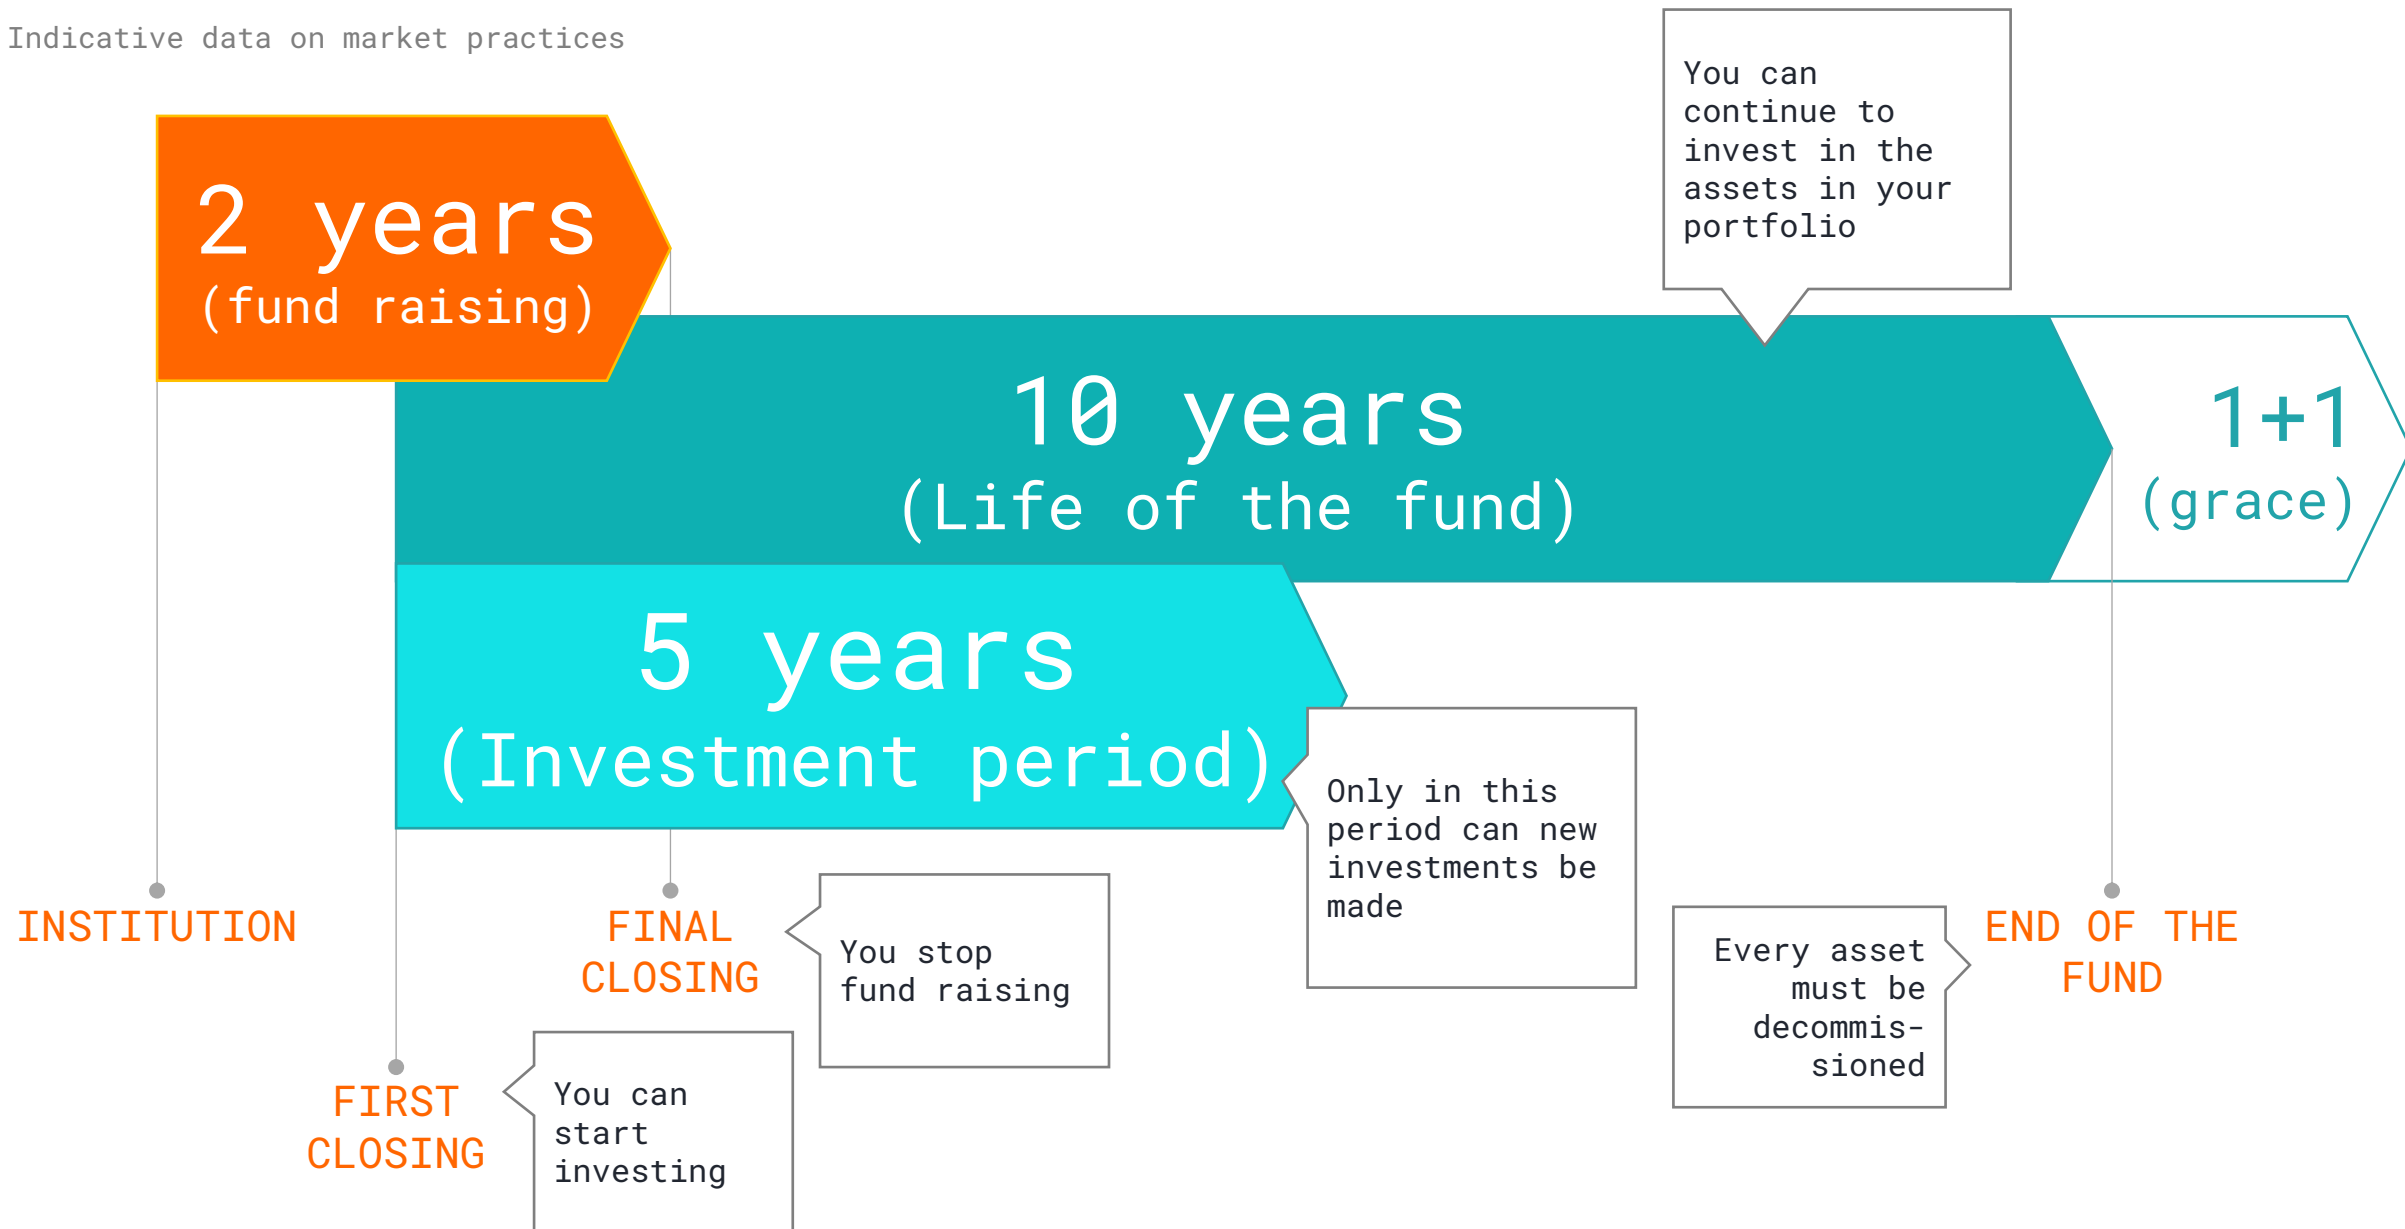 Indicative data on market practices
You can
continue to
invest in the
assets in your
portfolio
2 years
(fund raising)
10 years
(Life of the fund)
1+1
(grace)
5 years
(Investment period)
Only in this
period can new
investments be
made
INSTITUTION
FINAL
CLOSING
You stop
fund raising
Every asset
must be
decommis-
sioned
END OF THE
FUND
FIRST
CLOSING
You can
start
investing